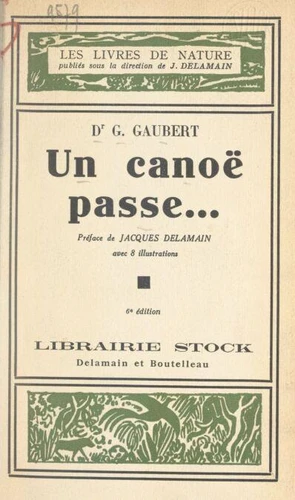 LES LIVRES DE NATURE
publiés sous la direction de J. DELAMAIN
Dr G. GAUBERT
Un canoë
passe...
Préface de JACQUES DELAMAIN
avec 8 illustrations
6e édition
LIBRAIRIE STOCK
Delamain et Boutelleau